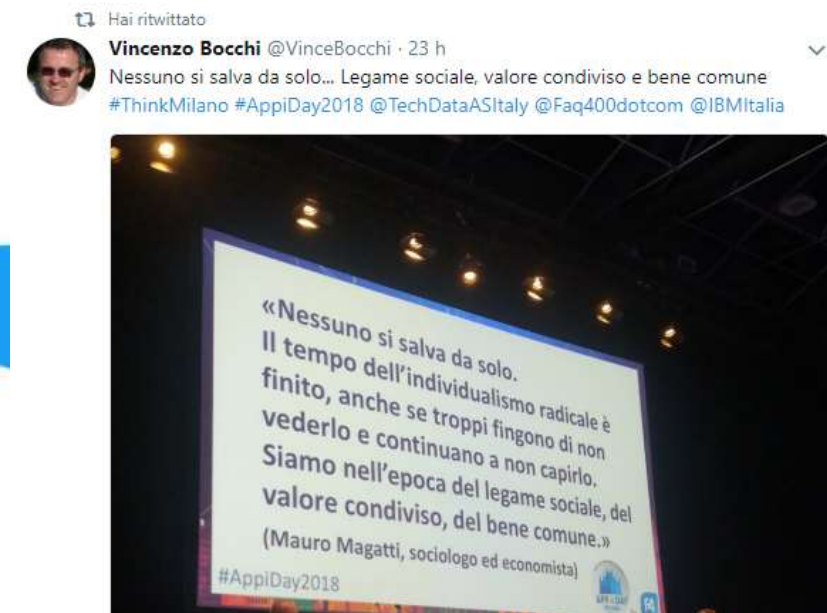 Hai ritwittato
Vincenzo Bocchi @VinceBocchi · 23 h
Nessuno si salva da solo... Legame sociale, valore condiviso e bene comune
#ThinkMilano #AppiDay2018 @TechDataASItaly @Faq400dotcom @IBMItalia
«Nessuno si salva da solo.
Il tempo dell'individualismo radicale è
finito, anche se troppi fingono di non
vederlo e continuano a non capirlo.
Siamo nell'epoca del legame sociale, del
valore condiviso, del bene comune.»
(Mauro Magatti, sociologo ed economista)
#AppiDay2018